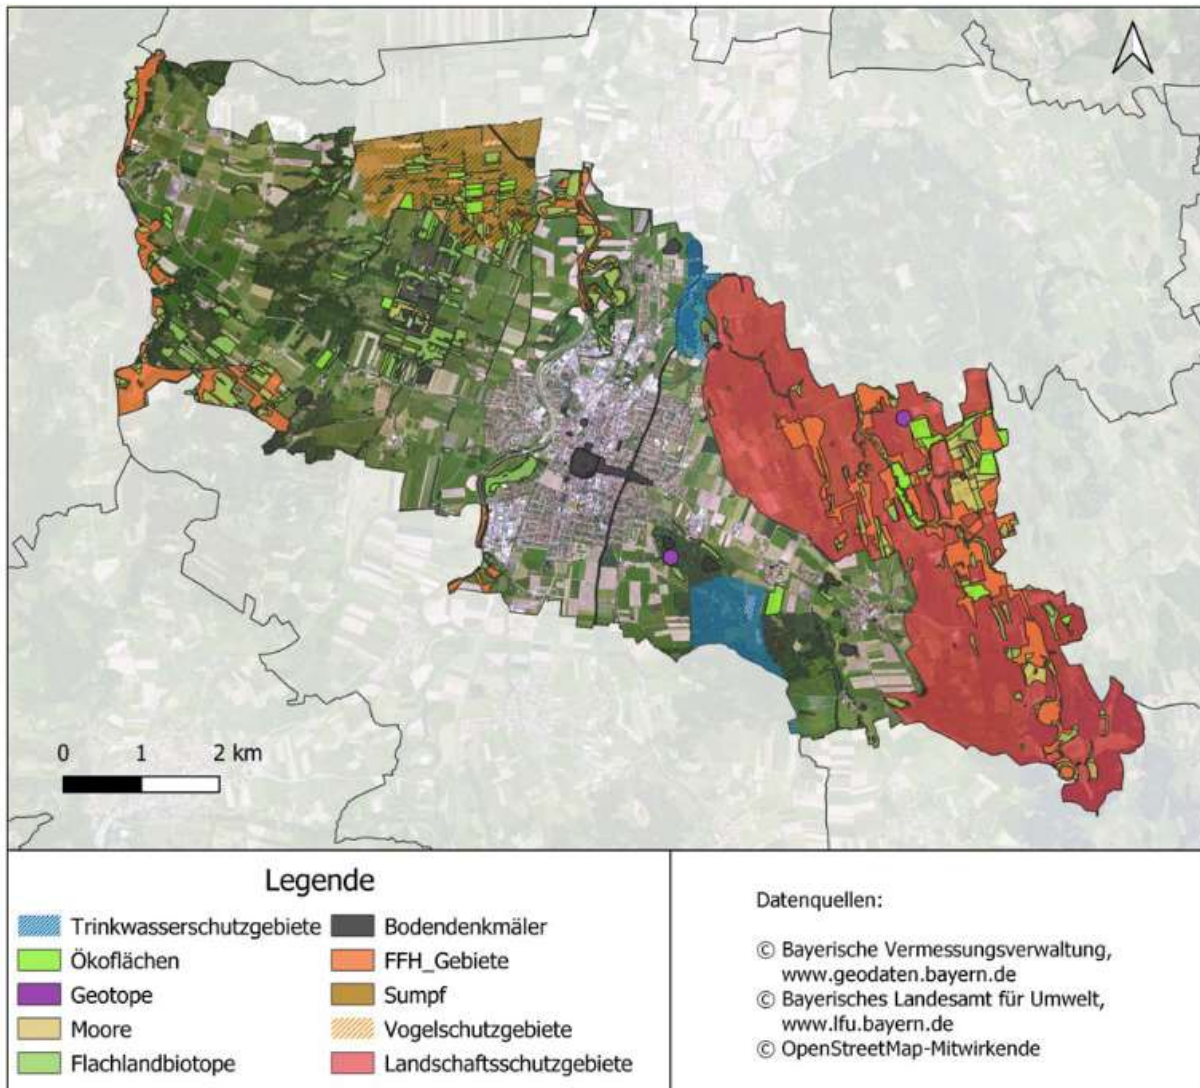 0 1 2 km
Legende
Trinkwasserschutzgebiete
Ökoflächen
Geotope
Moore
Flachlandbiotope
Bodendenkmäler
FFH_Gebiete
Sumpf
Vogelschutzgebiete
Landschaftsschutzgebiete
Datenquellen:
© Bayerische Vermessungsverwaltung,
www.geodaten.bayern.de
© Bayerisches Landesamt für Umwelt,
www.lfu.bayern.de
© OpenStreetMap-Mitwirkende